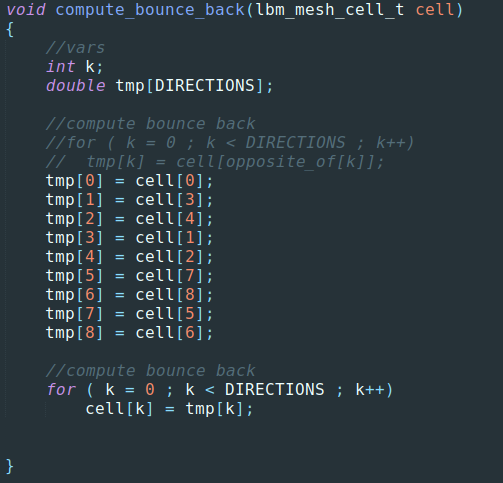 void compute_bounce_back(lbm_mesh_cell_t cell)
{
    //vars
    int k;
    double tmp[DIRECTIONS];

    //compute bounce back
    //for ( k = 0 ; k < DIRECTIONS ; k++)
    //  tmp[k] = cell[opposite_of[k]];
    tmp[0] = cell[0];
    tmp[1] = cell[3];
    tmp[2] = cell[4];
    tmp[3] = cell[1];
    tmp[4] = cell[2];
    tmp[5] = cell[7];
    tmp[6] = cell[8];
    tmp[7] = cell[5];
    tmp[8] = cell[6];

    //compute bounce back
    for ( k = 0 ; k < DIRECTIONS ; k++)
        cell[k] = tmp[k];


}